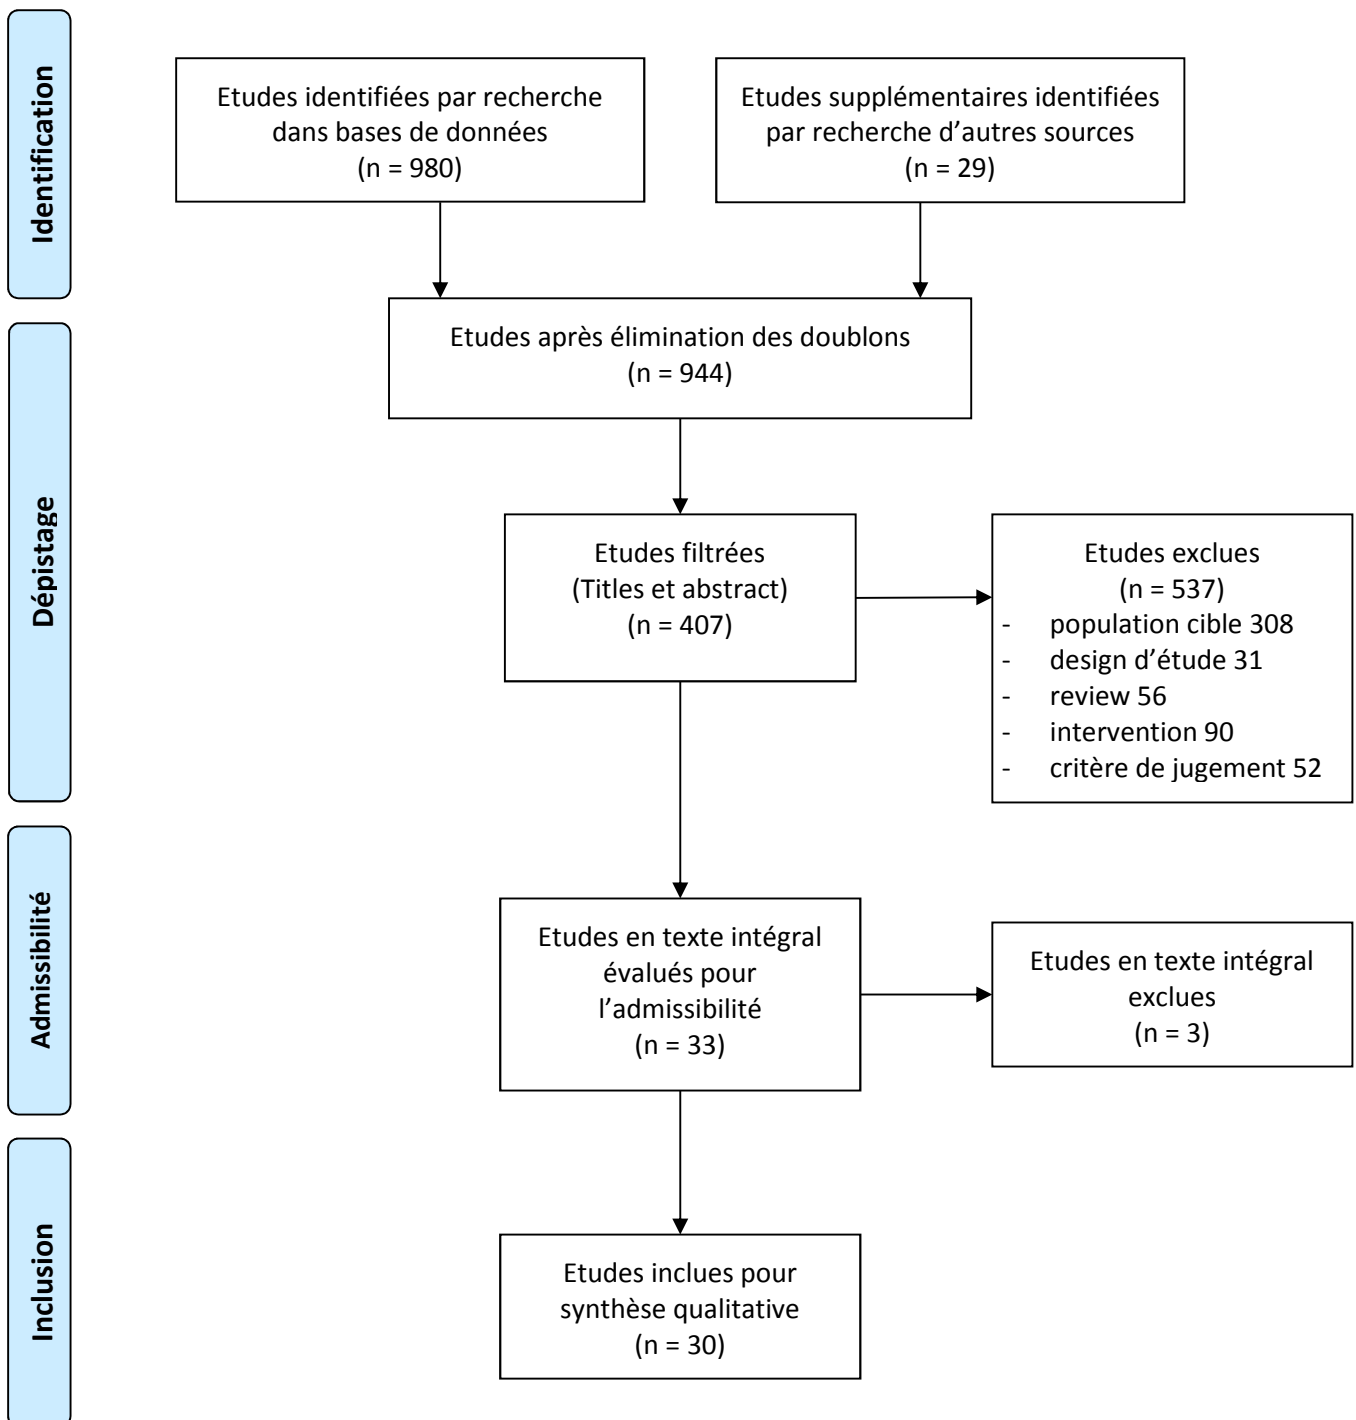 Identification
Etudes identifiées par recherche
dans bases de données
(n = 980)
Etudes supplémentaires identifiées
par recherche d’autres sources
(n = 29)
Dépistage
Etudes après élimination des doublons
(n = 944)
Etudes filtrées
(Titles et abstract)
(n = 407)
Etudes exclues
(n = 537)
- population cible 308
- design d’étude 31
- review 56
- intervention 90
- critère de jugement 52
Admissibilité
Etudes en texte intégral
évalués pour
l’admissibilité
(n = 33)
Etudes en texte intégral
exclues
(n = 3)
Inclusion
Etudes inclues pour
synthèse qualitative
(n = 30)